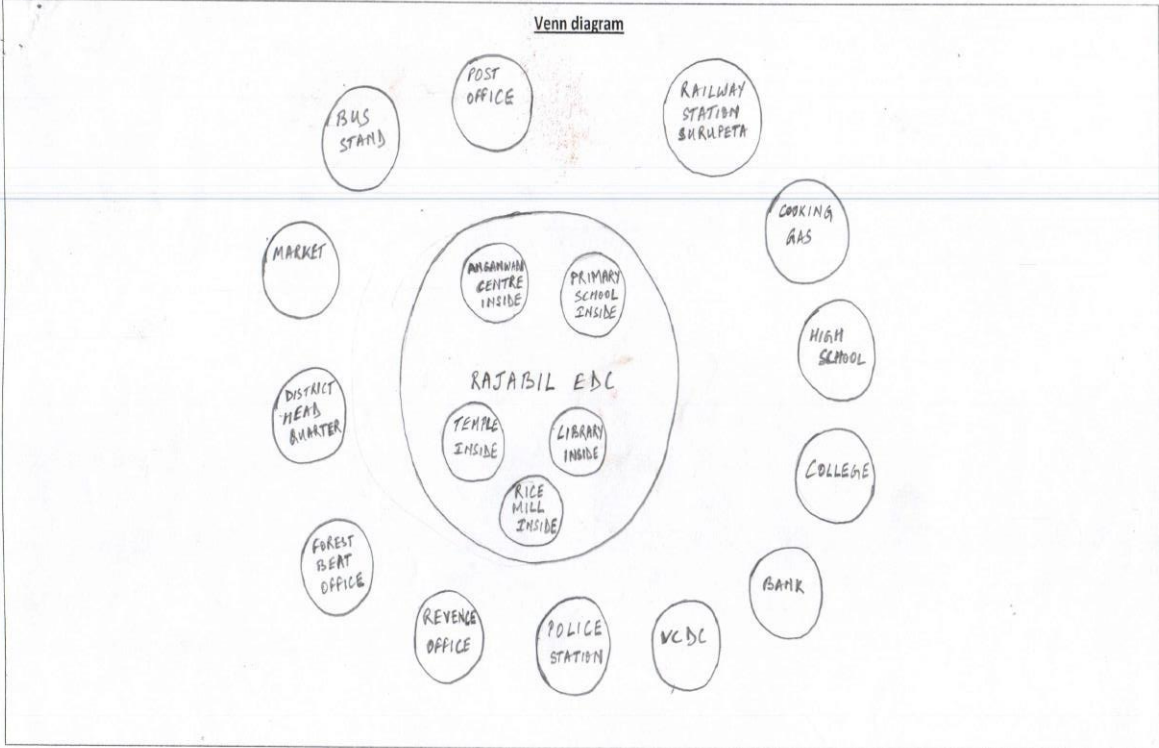 Venn diagram
POST
OFFICE
RAILWAY
STATION
SURUPETA
BUS
STAND
COOKING
GAS
MARKET
ANGANWADI
CENTRE
INSIDE
PRIMARY
SCHOOL
INSIDE
HIGH
SCHOOL
RAJABIL EDC
DISTRICT
HEAD
QUARTER
TEMPLE
INSIDE
LIBRARY
INSIDE
COLLEGE
RICE
MILL
INSIDE
FOREST
BEAT
OFFICE
BANK
REVENCE
OFFICE
POLICE
STATION
VCDC